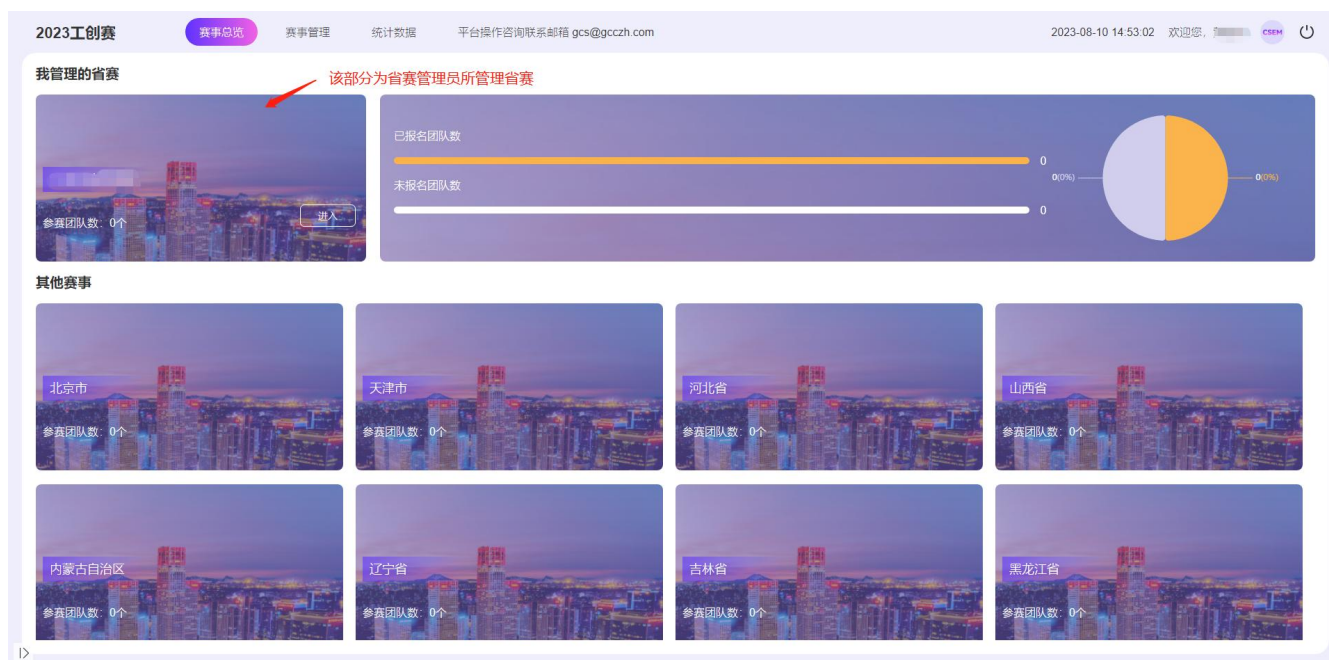 2023工创赛 赛事总览 赛事管理 统计数据 平台操作咨询联系邮箱 gcs@gcczh.com 2023-08-10 14:53:02 欢迎您, CSEM
我管理的省赛
该部分为省赛管理员所管理省赛
参赛团队数: 0个
进入
已报名团队数
0
未报名团队数
0
0(0%)
0(0%)
其他赛事
北京市
参赛团队数: 0个
天津市
参赛团队数: 0个
河北省
参赛团队数: 0个
山西省
参赛团队数: 0个
内蒙古自治区
参赛团队数: 0个
辽宁省
参赛团队数: 0个
吉林省
参赛团队数: 0个
黑龙江省
参赛团队数: 0个